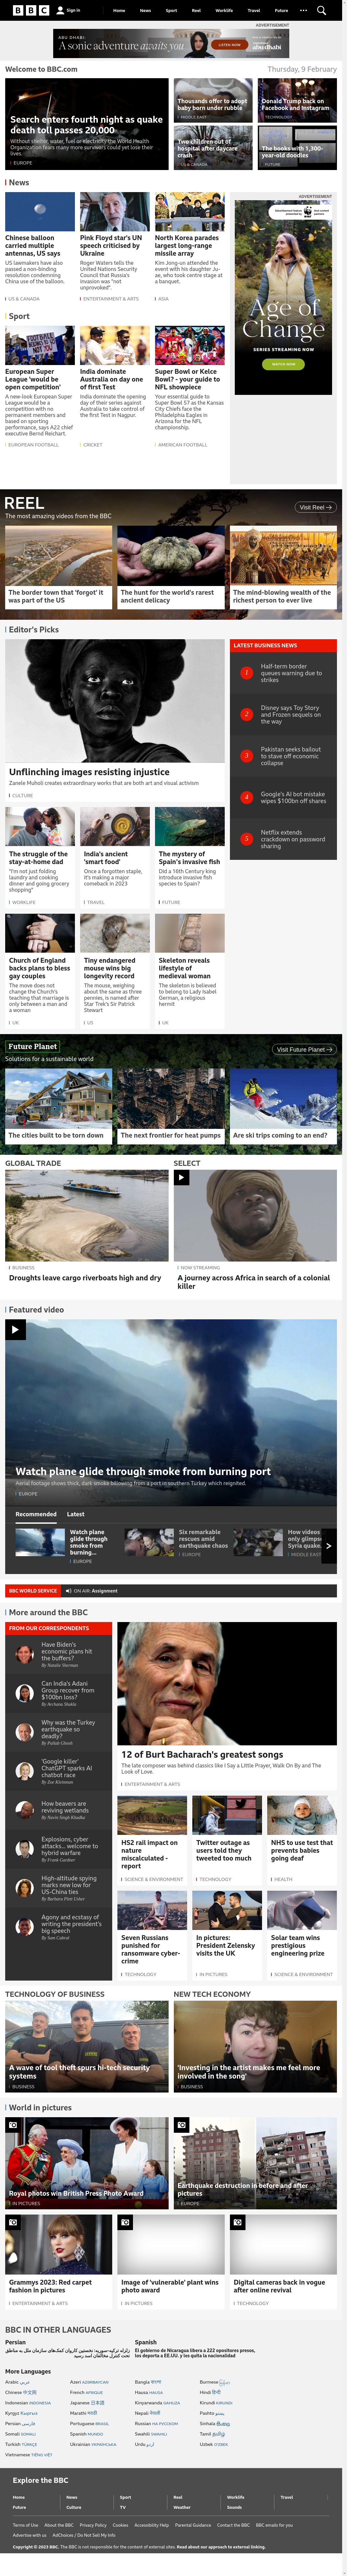 BBC
Sign in
Home
News
Sport
Reel
Worklife
Travel
Future
ADVERTISEMENT
ABU DHABI
A sonic adventure awaits you
LISTEN NOW
abu dhabi
Welcome to BBC.com
Thursday, 9 February
Search enters fourth night as quake
death toll passes 20,000
Without shelter, water, fuel or electricity the World Health
Organization fears many more survivors could yet lose their
lives.
EUROPE
Thousands offer to adopt
baby born under rubble
MIDDLE EAST
Donald Trump back on
Facebook and Instagram
TECHNOLOGY
Two children out of
hospital after daycare
crash
US & CANADA
The books with 1,300-
year-old doodles
FUTURE
News
Chinese balloon
carried multiple
antennas, US says
US lawmakers have also
passed a non-binding
resolution condemning
China use of the balloon.
US & CANADA
Pink Floyd star's UN
speech criticised by
Ukraine
Roger Waters tells the
United Nations Security
Council that Russia's
invasion was "not
unprovoked".
ENTERTAINMENT & ARTS
North Korea parades
largest long-range
missile array
Kim Jong-un attended the
event with his daughter Ju-
ae, who took centre stage at
a banquet.
ASIA
ADVERTISEMENT
WWF
Age of
Change
SERIES STREAMING NOW
WATCH NOW
Sport
European Super
League 'would be
open competition'
A new-look European Super
League would be a
competition with no
permanent members and
based on sporting
performance, says A22 chief
executive Bernd Reichart.
EUROPEAN FOOTBALL
India dominate
Australia on day one
of first Test
India dominate the opening
day of their series against
Australia to take control of
the first Test in Nagpur.
CRICKET
Super Bowl or Kelce
Bowl? - your guide to
NFL showpiece
Your essential guide to
Super Bowl 57 as the Kansas
City Chiefs face the
Philadelphia Eagles in
Arizona for the NFL
championship.
AMERICAN FOOTBALL
REEL
The most amazing videos from the BBC
Visit Reel
The border town that 'forgot' it
was part of the US
The hunt for the world's rarest
ancient delicacy
The mind-blowing wealth of the
richest person to ever live
Editor's Picks
Unflinching images resisting injustice
Zanele Muholi creates extraordinary works that are both art and visual activism
CULTURE
LATEST BUSINESS NEWS
1
Half-term border
queues warning due to
strikes
2
Disney says Toy Story
and Frozen sequels on
the way
3
Pakistan seeks bailout
to stave off economic
collapse
4
Google's AI bot mistake
wipes $100bn off shares
5
Netflix extends
crackdown on password
sharing
The struggle of the
stay-at-home dad
"I'm not just folding
laundry and cooking
dinner and going grocery
shopping"
WORKLIFE
India's ancient
'smart food'
Once a forgotten staple,
it's making a major
comeback in 2023
TRAVEL
The mystery of
Spain's invasive fish
Did a 16th Century king
introduce invasive fish
species to Spain?
FUTURE
Church of England
backs plans to bless
gay couples
The move does not
change the Church's
teaching that marriage is
only between a man and
a woman
UK
Tiny endangered
mouse wins big
longevity record
The mouse, weighing
about the same as three
pennies, is named after
Star Trek's Sir Patrick
Stewart
US
Skeleton reveals
lifestyle of
medieval woman
The skeleton is believed
to belong to Lady Isabel
German, a religious
hermit
UK
Future Planet
Solutions for a sustainable world
Visit Future Planet
The cities built to be torn down
The next frontier for heat pumps
Are ski trips coming to an end?
GLOBAL TRADE
BUSINESS
Droughts leave cargo riverboats high and dry
SELECT
NOW STREAMING
A journey across Africa in search of a colonial
killer
Featured video
Watch plane glide through smoke from burning port
Aerial footage shows thick, dark smoke billowing from a port in southern Turkey which reignited.
EUROPE
Recommended
Latest
Watch plane
glide through
smoke from
burning...
EUROPE
Six remarkable
rescues amid
earthquake chaos
EUROPE
How videos
only glimps
Syria quake
MIDDLE EAST
BBC WORLD SERVICE
ON AIR: Assignment
More around the BBC
FROM OUR CORRESPONDENTS
Have Biden's
economic plans hit
the buffers?
By Natalie Sherman
Can India's Adani
Group recover from
$100bn loss?
By Archana Shukla
Why was the Turkey
earthquake so
deadly?
By Pallab Ghosh
'Google killer'
ChatGPT sparks AI
chatbot race
By Zoe Kleinman
How beavers are
reviving wetlands
By Navin Singh Khadka
Explosions, cyber
attacks... welcome to
hybrid warfare
By Frank Gardner
High-altitude spying
marks new low for
US-China ties
By Barbara Plett Usher
Agony and ecstasy of
writing the president's
big speech
By Sam Cabral
12 of Burt Bacharach's greatest songs
The late composer was behind classics like I Say a Little Prayer, Walk On By and The
Look of Love.
ENTERTAINMENT & ARTS
HS2 rail impact on
nature
miscalculated -
report
SCIENCE & ENVIRONMENT
Twitter outage as
users told they
tweeted too much
TECHNOLOGY
NHS to use test that
prevents babies
going deaf
HEALTH
Seven Russians
punished for
ransomware cyber-
crime
TECHNOLOGY
In pictures:
President Zelensky
visits the UK
IN PICTURES
Solar team wins
prestigious
engineering prize
SCIENCE & ENVIRONMENT
TECHNOLOGY OF BUSINESS
A wave of tool theft spurs hi-tech security
systems
BUSINESS
NEW TECH ECONOMY
'Investing in the artist makes me feel more
involved in the song'
BUSINESS
World in pictures
Royal photos win British Press Photo Award
IN PICTURES
Earthquake destruction in before and after
pictures
EUROPE
Grammys 2023: Red carpet
fashion in pictures
ENTERTAINMENT & ARTS
Image of 'vulnerable' plant wins
photo award
IN PICTURES
Digital cameras back in vogue
after online revival
TECHNOLOGY
BBC IN OTHER LANGUAGES
Persian
زلزله ترکیه-سوریه؛ نخستین کاروان کمک‌های سازمان ملل به مناطق
تحت کنترل مخالفان اسد رسید
Spanish
El gobierno de Nicaragua libera a 222 opositores presos,
los deporta a EE.UU. y les quita la nacionalidad
More Languages
Arabic عربي
Azeri AZƏRBAYCAN
Bangla বাংলা
Burmese
Chinese 中文网
French AFRIQUE
Hausa HAUSA
Hindi हिन्दी
Indonesian INDONESIA
Japanese 日本語
Kinyarwanda GAHUZA
Kirundi KIRUNDI
Kyrgyz Кыргыз
Marathi मराठी
Nepali नेपाली
Pashto پښتو
Persian فارسی
Portuguese BRASIL
Russian НА РУССКОМ
Sinhala සිංහල
Somali SOMALI
Spanish MUNDO
Swahili SWAHILI
Tamil தமிழ்
Turkish TÜRKÇE
Ukrainian УКРАЇНСЬКA
Urdu اردو
Uzbek O'ZBEK
Vietnamese TIẾNG VIỆT
Explore the BBC
Home
News
Sport
Reel
Worklife
Travel
Future
Culture
TV
Weather
Sounds
Terms of Use
About the BBC
Privacy Policy
Cookies
Accessibility Help
Parental Guidance
Contact the BBC
BBC emails for you
Advertise with us
AdChoices / Do Not Sell My Info
Copyright © 2023 BBC. The BBC is not responsible for the content of external sites. Read about our approach to external linking.